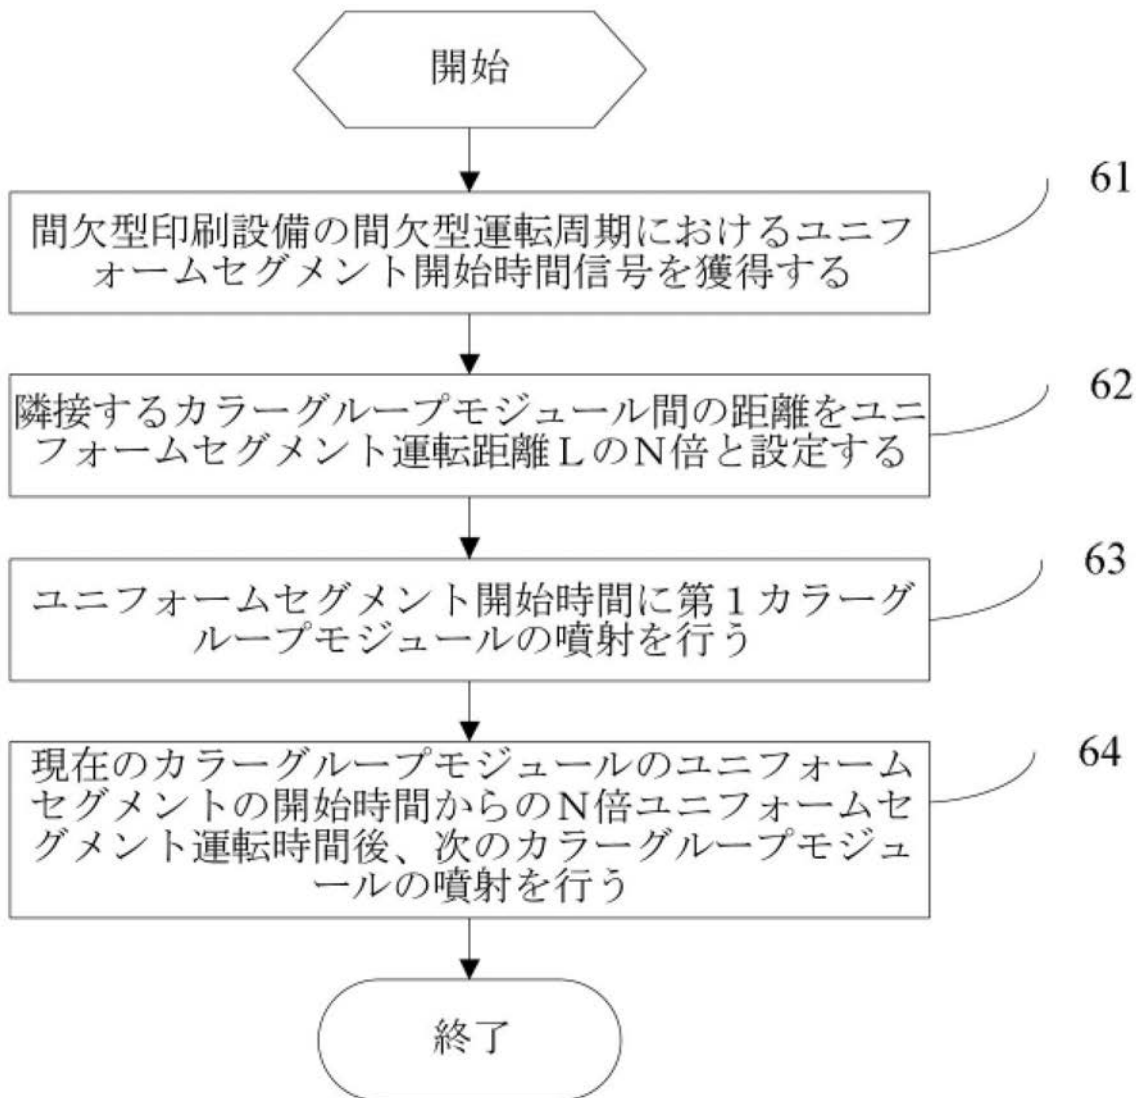 開始
61
間欠型印刷設備の間欠型運転周期におけるユニフ
ォームセグメント開始時間信号を獲得する
62
隣接するカラーグループモジュール間の距離をユニ
フォームセグメント運転距離LのN倍と設定する
63
ユニフォームセグメント開始時間に第1カラーグ
ループモジュールの噴射を行う
64
現在のカラーグループモジュールのユニフォーム
セグメントの開始時間からのN倍ユニフォームセ
グメント運転時間後、次のカラーグループモジュ
ールの噴射を行う
終了